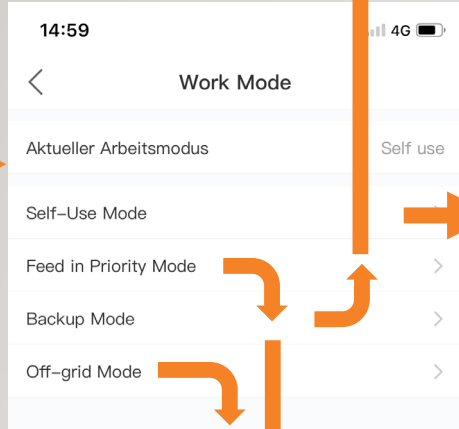 14:59
4G
Work Mode
Aktueller Arbeitsmodus Self use
Self-Use Mode
Feed in Priority Mode
Backup Mode
Off-grid Mode